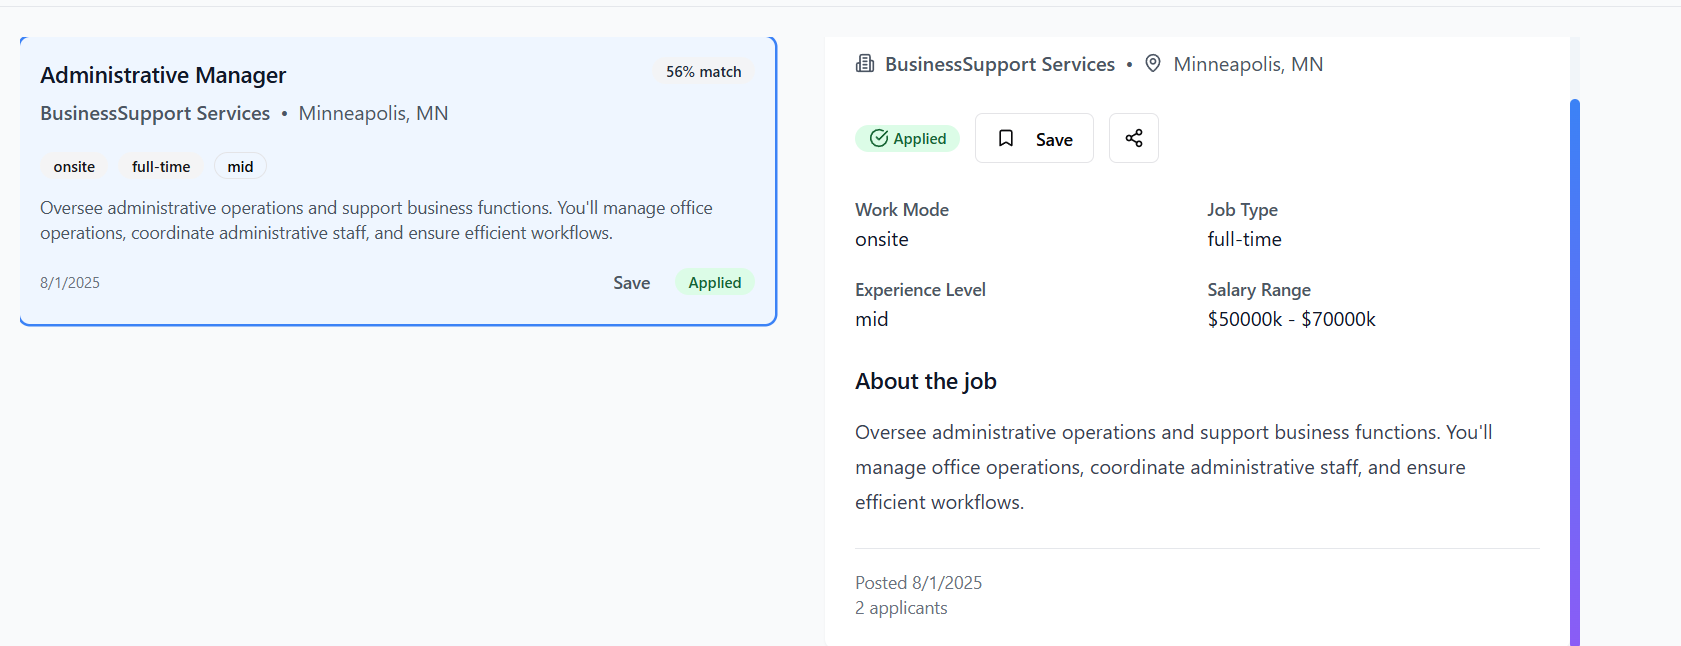 Administrative Manager
56% match
BusinessSupport Services • Minneapolis, MN
onsite full-time mid
Oversee administrative operations and support business functions. You'll manage office
operations, coordinate administrative staff, and ensure efficient workflows.
8/1/2025
Save Applied
BusinessSupport Services • Minneapolis, MN
Applied Save
Work Mode
onsite
Job Type
full-time
Experience Level
mid
Salary Range
$50000k - $70000k
About the job
Oversee administrative operations and support business functions. You'll
manage office operations, coordinate administrative staff, and ensure
efficient workflows.
Posted 8/1/2025
2 applicants